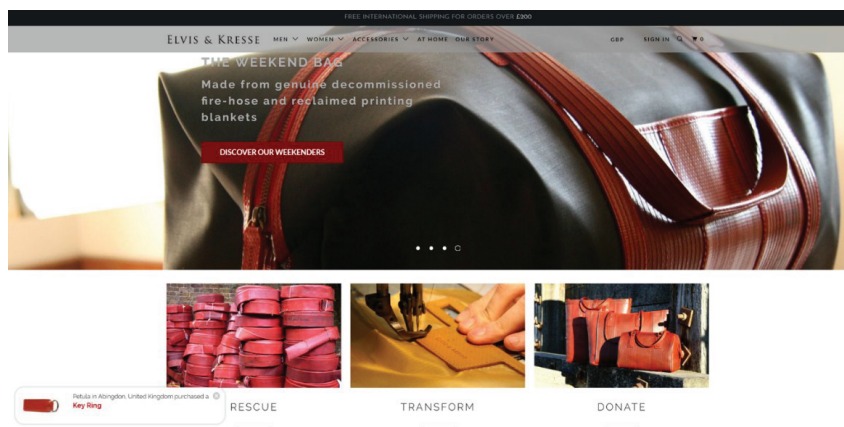 FREE INTERNATIONAL SHIPPING FOR ORDERS OVER £200
ELVIS & KRESSE MEN WOMEN ACCESSORIES AT HOME OUR STORY GBP SIGN IN 0
THE WEEKEND BAG
Made from genuine decommissioned
fire-hose and reclaimed printing
blankets
DISCOVER OUR WEEKENDERS
Petula in Abingdon, United Kingdom purchased a
Key Ring
RESCUE TRANSFORM DONATE